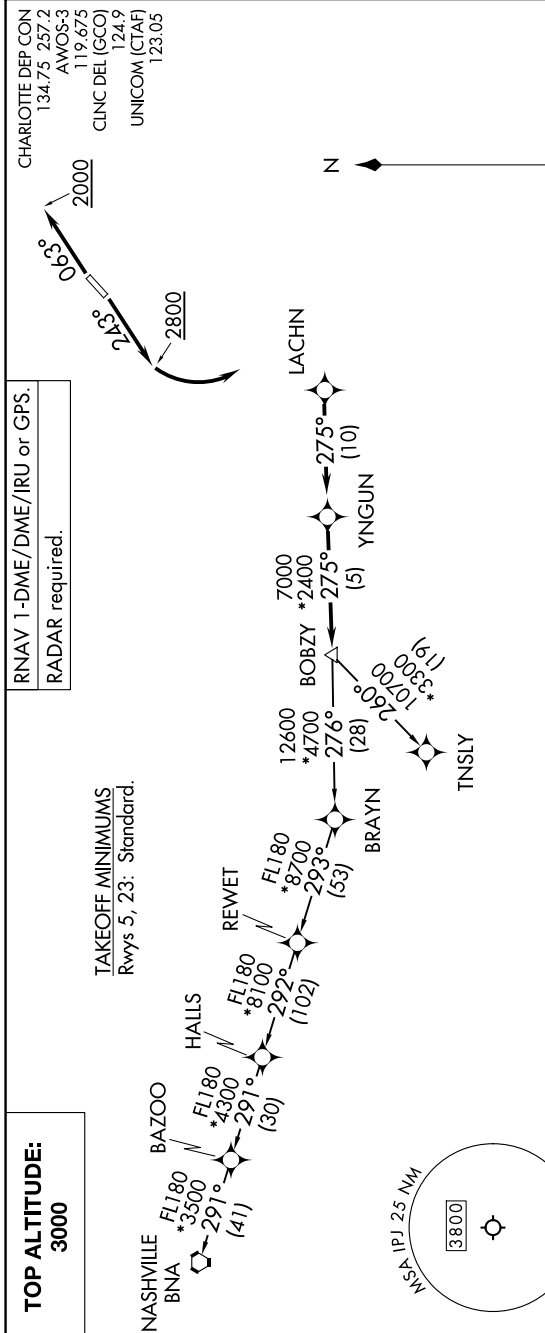 TOP ALTITUDE:
3000
RNAV 1-DME/DME/IRU or GPS.
RADAR required.
CHARLOTTE DEP CON
134.75 257.2
AWOS-3
119.675
CLNC DEL (GCO)
124.9
UNICOM (CTAF)
123.05
TAKEOFF MINIMUMS
Rwys 5, 23: Standard.
063°
2000
243°
2800
N
NASHVILLE
BNA
FL180
*3500
291°
(41)
BAZOO
FL180
*4300
291°
(30)
HALLS
FL180
*8100
292°
(102)
REWET
FL180
*8700
293°
(53)
BRAYN
12600
*4700
276°
(28)
BOBZY
7000
*2400
275°
(5)
YNGUN
275°
(10)
LACHN
260°
10700
*3300
(19)
TNSLY
MSA IPJ 25 NM
3800